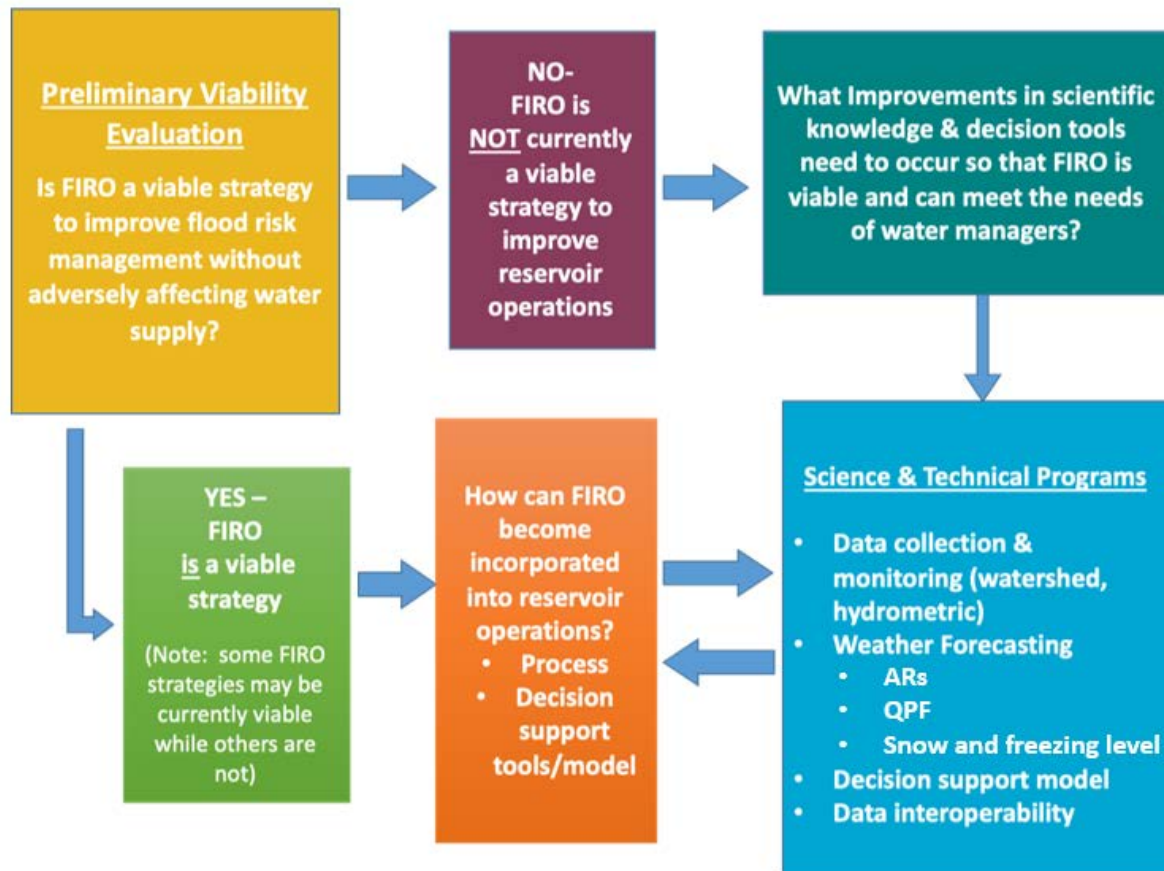 Preliminary Viability
Evaluation
Is FIRO a viable strategy
to improve flood risk
management without
adversely affecting water
supply?
NO-
FIRO is
NOT currently
a viable
strategy to
improve
reservoir
operations
What Improvements in scientific
knowledge & decision tools
need to occur so that FIRO is
viable and can meet the needs
of water managers?
YES –
FIRO
is a viable
strategy
(Note: some FIRO
strategies may be
currently viable
while others are
not)
How can FIRO
become
incorporated
into reservoir
operations?
• Process
• Decision
support
tools/model
Science & Technical Programs
• Data collection &
monitoring (watershed,
hydrometric)
• Weather Forecasting
• ARs
• QPF
• Snow and freezing level
• Decision support model
• Data interoperability